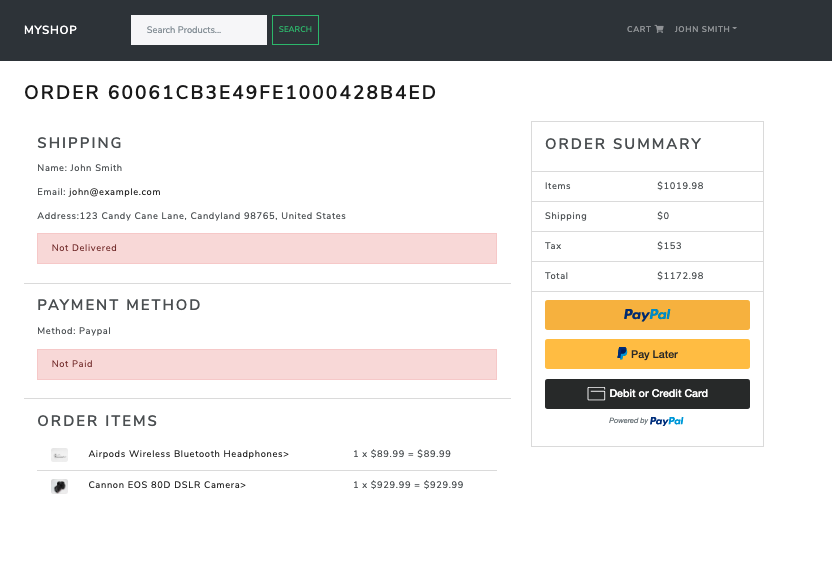 MYSHOP
Search Products...
SEARCH
CART
JOHN SMITH
ORDER 60061CB3E49FE1000428B4ED
SHIPPING
Name: John Smith
Email: john@example.com
Address:123 Candy Cane Lane, Candyland 98765, United States
Not Delivered
PAYMENT METHOD
Method: Paypal
Not Paid
ORDER ITEMS
Airpods Wireless Bluetooth Headphones> 1 x $89.99 = $89.99
Cannon EOS 80D DSLR Camera> 1 x $929.99 = $929.99
ORDER SUMMARY
Items $1019.98
Shipping $0
Tax $153
Total $1172.98
PayPal
Pay Later
Debit or Credit Card
Powered by PayPal